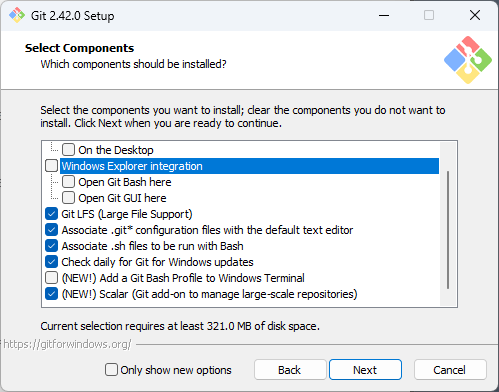 Git 2.42.0 Setup
Select Components
Which components should be installed?
Select the components you want to install; clear the components you do not want to
install. Click Next when you are ready to continue.
On the Desktop
Windows Explorer integration
Open Git Bash here
Open Git GUI here
Git LFS (Large File Support)
Associate .git* configuration files with the default text editor
Associate .sh files to be run with Bash
Check daily for Git for Windows updates
(NEW!) Add a Git Bash Profile to Windows Terminal
(NEW!) Scalar (Git add-on to manage large-scale repositories)
Current selection requires at least 321.0 MB of disk space.
https://gitforwindows.org/
Only show new options
Back
Next
Cancel